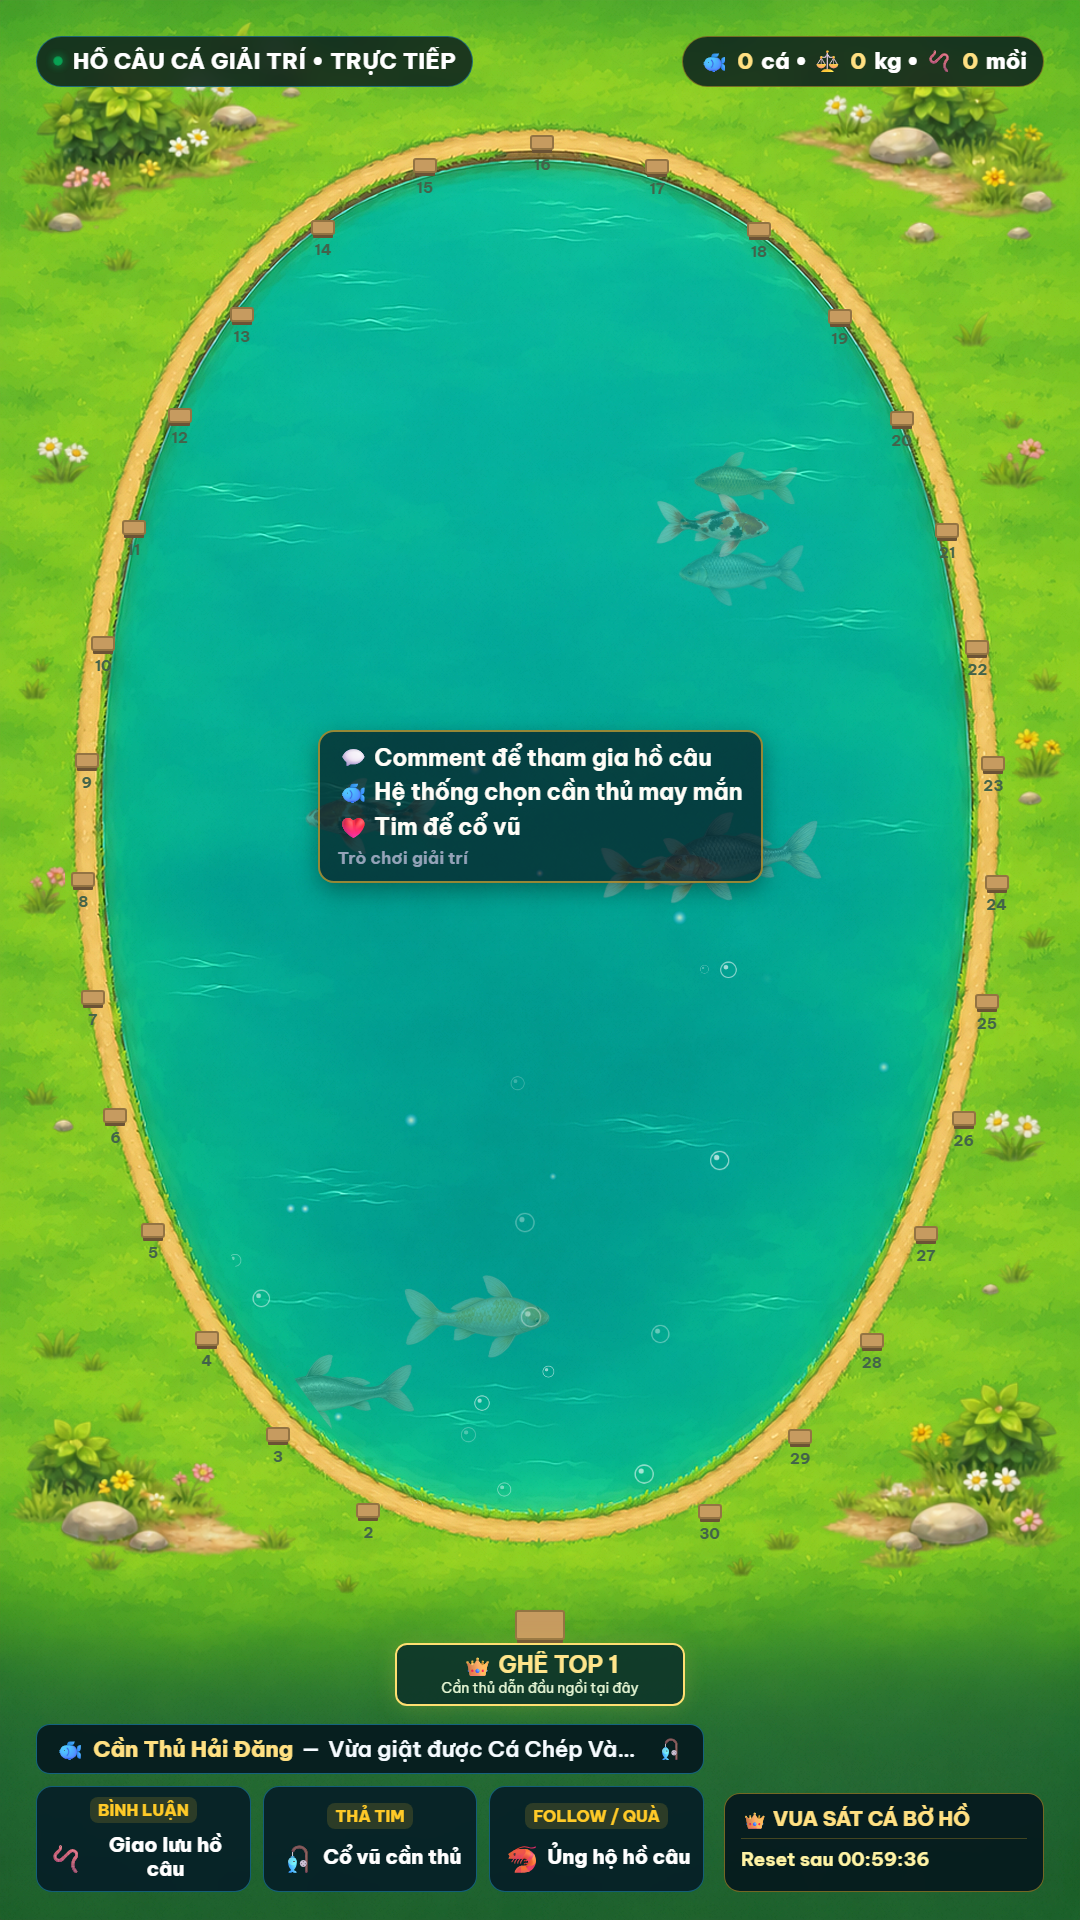 HỒ CÂU CÁ GIẢI TRÍ • TRỰC TIẾP
0 cá • 0 kg • 0 mồi
16
15
17
14
18
13
19
12
20
11
21
10
22
9
23
8
24
7
25
6
26
5
27
4
28
3
29
2
30
Comment để tham gia hồ câu
Hệ thống chọn cần thủ may mắn
Tim để cổ vũ
Trò chơi giải trí
GHẾ TOP 1
Cần thủ dẫn đầu ngồi tại đây
Cần Thủ Hải Đăng — Vừa giật được Cá Chép Và...
BÌNH LUẬN
Giao lưu hồ
câu
THẢ TIM
Cổ vũ cần thủ
FOLLOW / QUÀ
Ủng hộ hồ câu
VUA SÁT CÁ BỜ HỒ
Reset sau 00:59:36